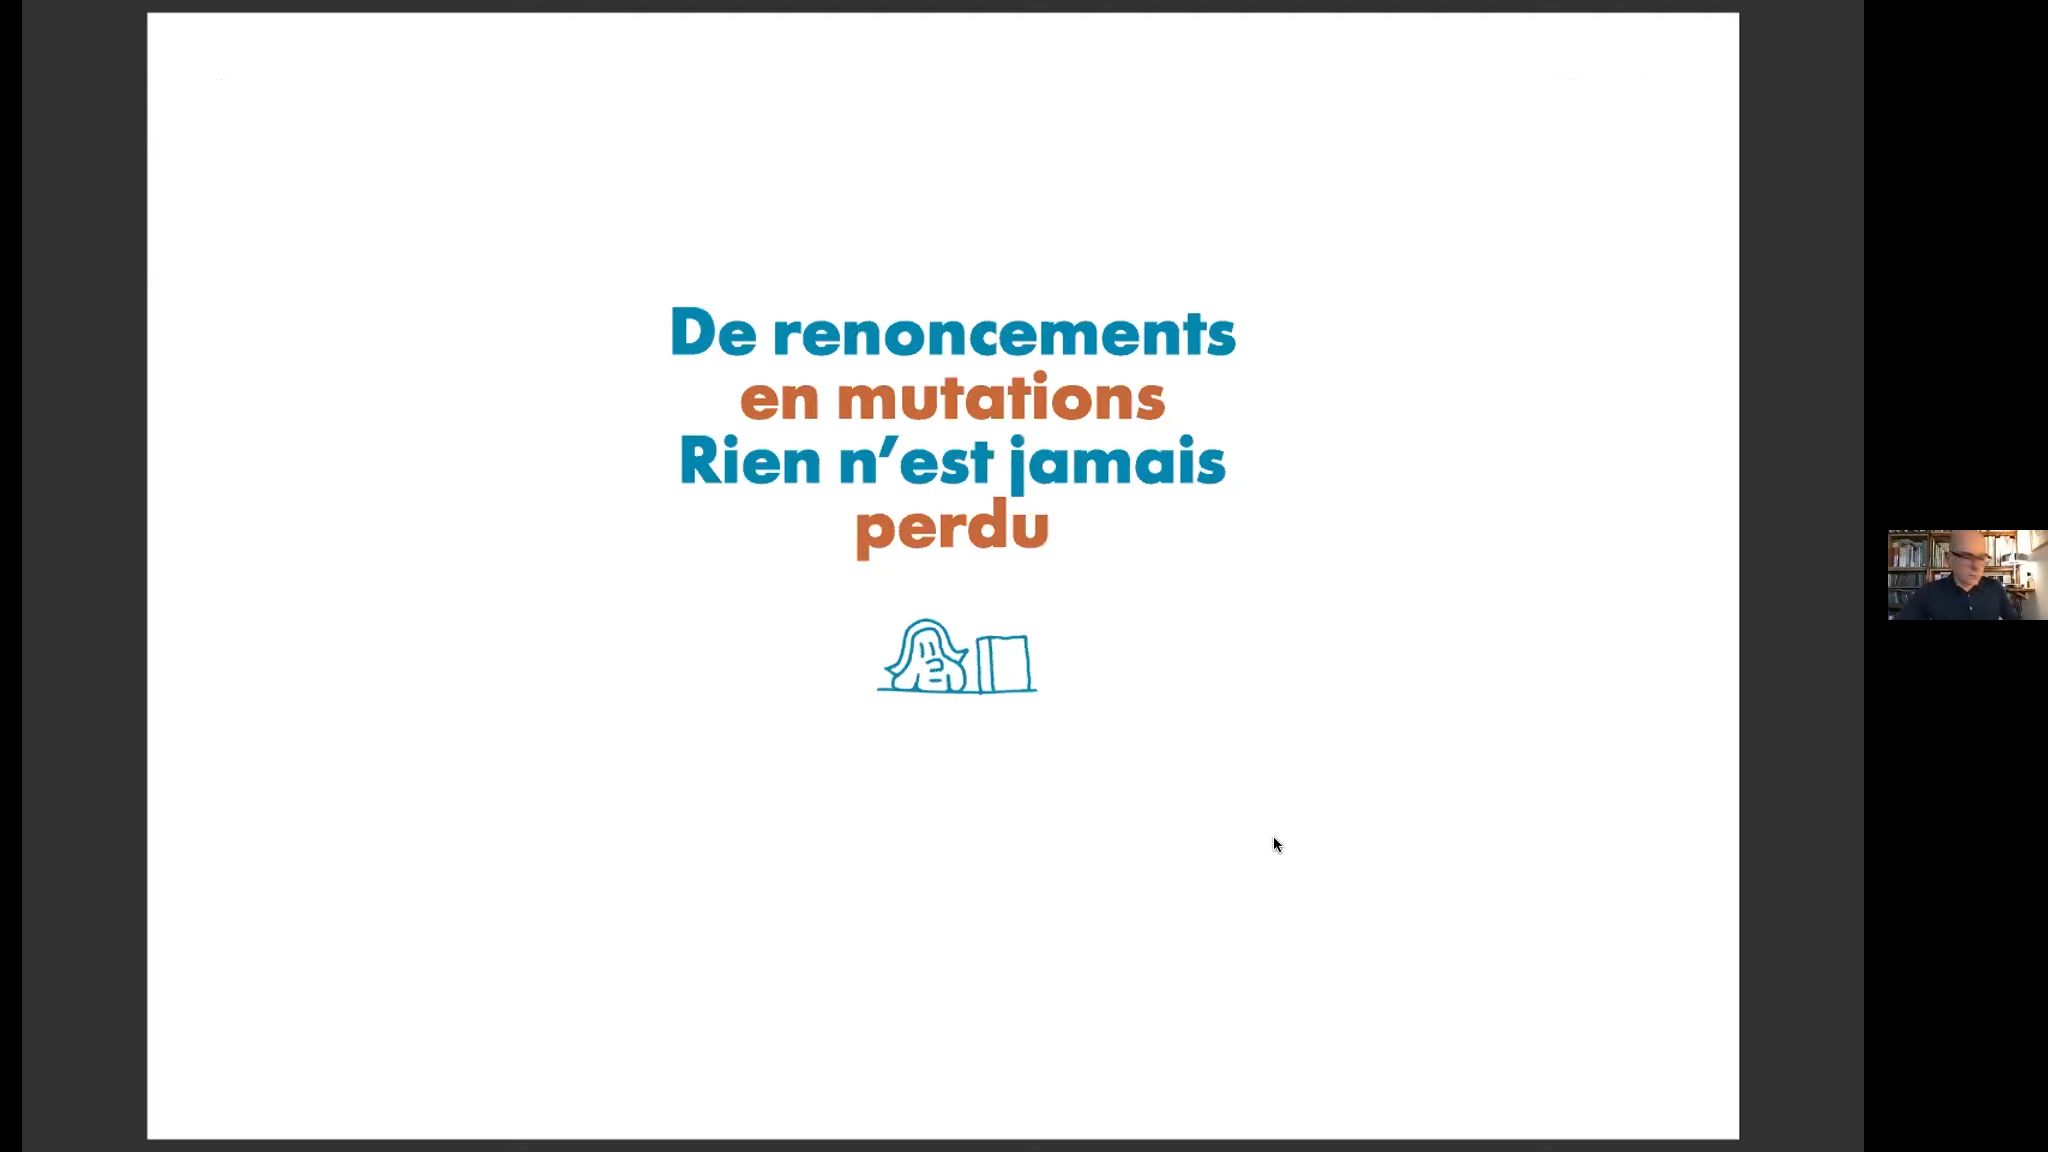 De renoncements
en mutations
Rien n’est jamais
perdu